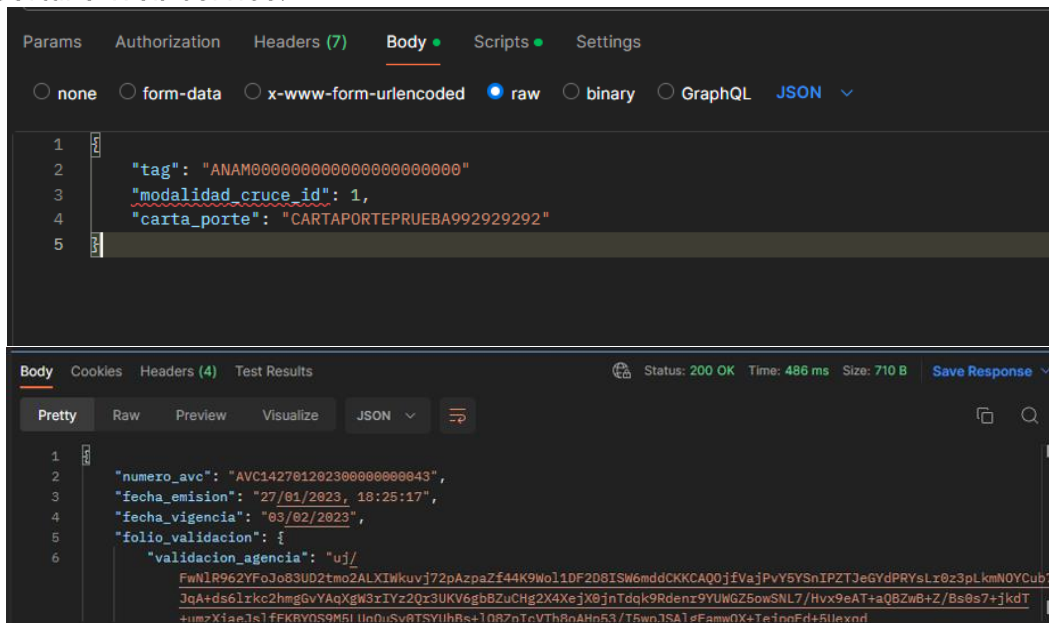 Params Authorization Headers (7) Body Scripts Settings
none form-data x-www-form-urlencoded raw binary GraphQL JSON
1 {
2 "tag": "ANAM00000000000000000000"
3 "modalidad_cruce_id": 1,
4 "carta_porte": "CARTAPORTEPRUEBA992929292"
5 }
Body Cookies Headers (4) Test Results Status: 200 OK Time: 486 ms Size: 710 B Save Response
Pretty Raw Preview Visualize JSON
1 {
2 "numero_avc": "AVC142701202300000000043",
3 "fecha_emision": "27/01/2023, 18:25:17",
4 "fecha_vigencia": "03/02/2023",
5 "folio_validacion": {
6 "validacion_agencia": "uj/
FwNlR962YFoJo83UD2tmo2ALXIWkuvj72pAzpaZf44K9Wol1DF2D8ISW6mddCKKCAQOjfVajPvY5YSnIPZTJeGYdPRYsLr0z3pLkmNOYCub7
JqA+ds6lrkc2hmgGvYAqXgW3rIYz2Qr3UKV6gbBZuCHg2X4XejX0jnTdqk9Rdenr9YUWGZ5owSNL7/Hvx9eAT+aQBZwB+Z/Bs0s7+jkdT